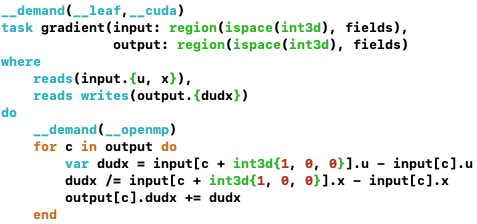 __demand(__leaf,__cuda)
task gradient(input: region(ispace(int3d), fields),
              output: region(ispace(int3d), fields)
where
    reads(input.{u, x}),
    reads writes(output.{dudx})
do
    __demand(__openmp)
    for c in output do
        var dudx = input[c + int3d{1, 0, 0}].u - input[c].u
        dudx /= input[c + int3d{1, 0, 0}].x - input[c].x
        output[c].dudx += dudx
    end